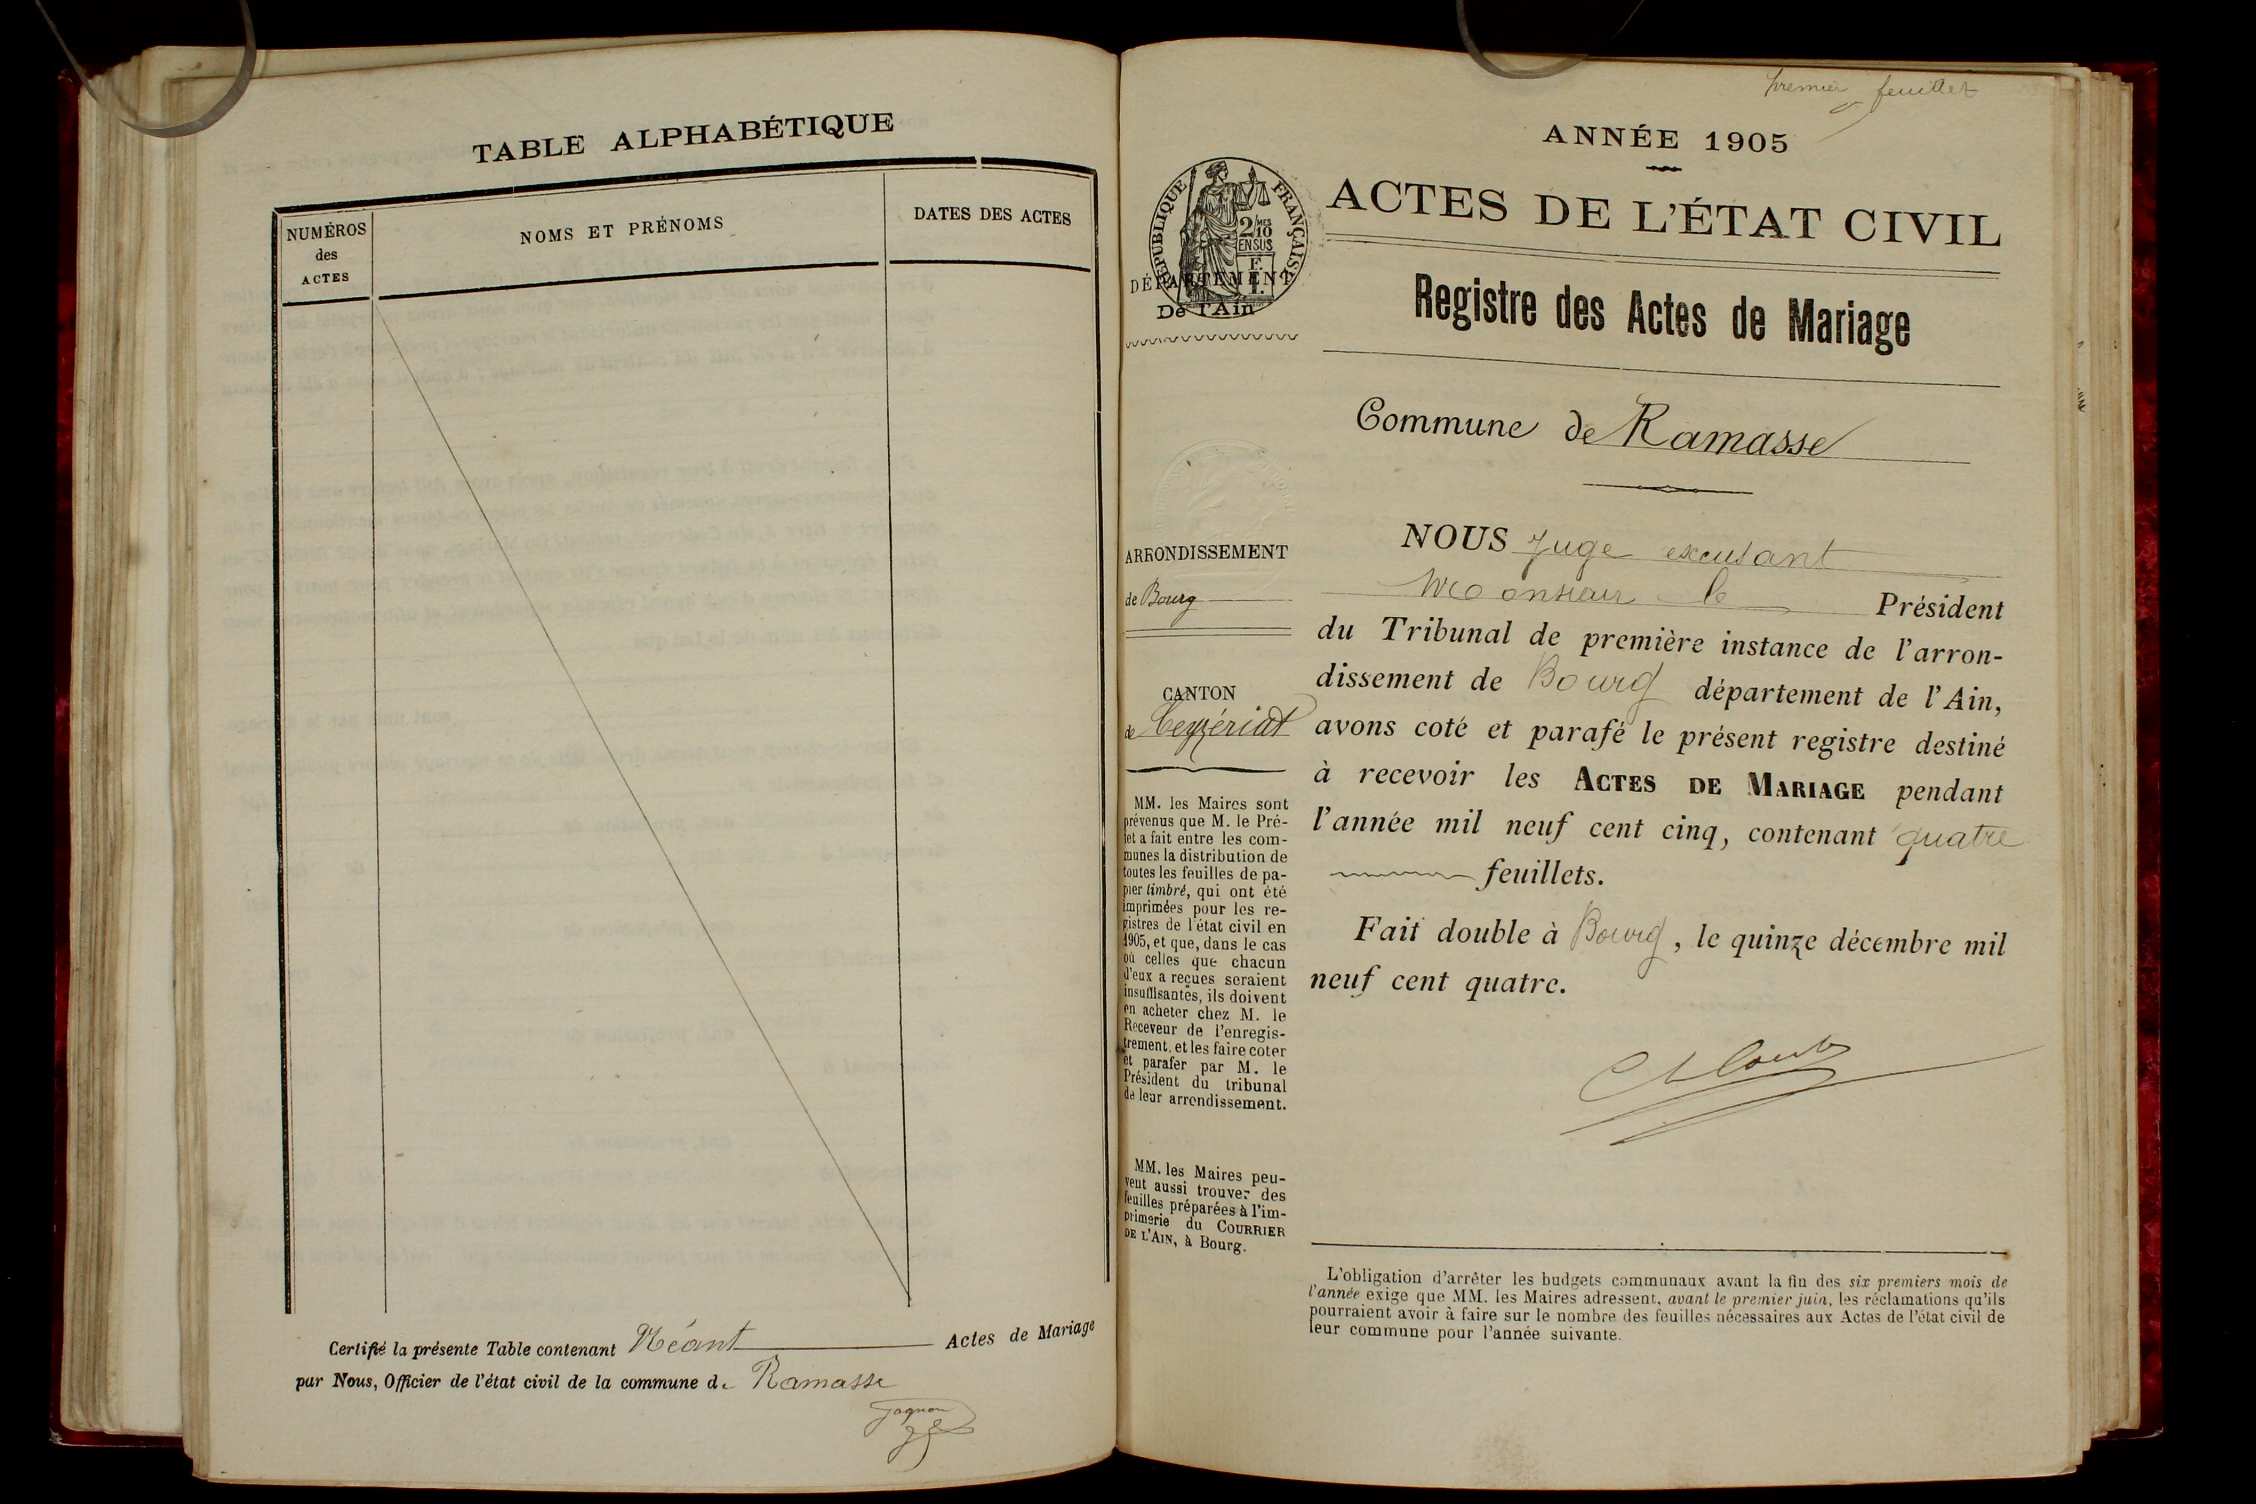 TABLE ALPHABÉTIQUE
NUMÉROS
des
ACTES
NOMS ET PRÉNOMS
DATES DES ACTES
Certifié la présente Table contenant Néant Actes de Mariage
par Nous, Officier de l'état civil de la commune de Ramasse
premier feuillet
ANNÉE 1905
RÉPUBLIQUE FRANÇAISE
2/10
MES
EN SUS
DÉPARTEMENT
De l'Ain
ACTES DE L'ÉTAT CIVIL
Registre des Actes de Mariage
Commune de Ramasse
ARRONDISSEMENT
de Bourg
CANTON
de Ceyzériat
MM. les Maires sont
prévenus que M. le Pré-
fet a fait entre les com-
munes la distribution de
toutes les feuilles de pa-
pier timbré, qui ont été
imprimées pour les re-
gistres de l'état civil en
1905, et que, dans le cas
où celles que chacun
d'eux a reçues seraient
insuffisantes, ils doivent
en acheter chez M. le
Receveur de l'enregis-
trement, et les faire coter
et parafer par M. le
Président du tribunal
de leur arrondissement.
MM. les Maires peu-
vent aussi trouver des
feuilles préparées à l'im-
primerie du COURRIER
DE L'AIN, à Bourg.
NOUS Juge excusant
Monsieur le Président
du Tribunal de première instance de l'arron-
dissement de Bourg département de l'Ain,
avons coté et parafé le présent registre destiné
à recevoir les ACTES DE MARIAGE pendant
l'année mil neuf cent cinq, contenant quatre
feuillets.
Fait double à Bourg, le quinze décembre mil
neuf cent quatre.
L'obligation d'arrêter les budgets communaux avant la fin des six premiers mois de
l'année exige que MM. les Maires adressent, avant le premier juin, les réclamations qu'ils
pourraient avoir à faire sur le nombre des feuilles nécessaires aux Actes de l'état civil de
leur commune pour l'année suivante.